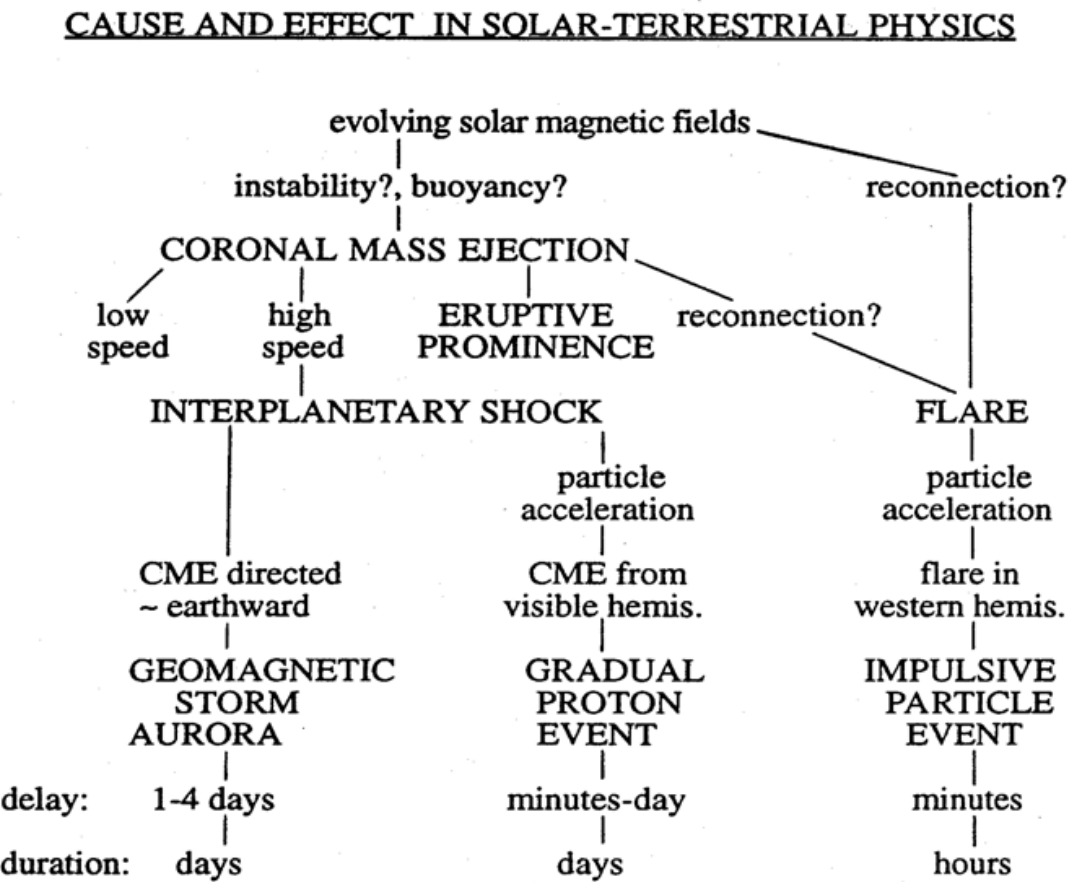 CAUSE AND EFFECT IN SOLAR-TERRESTRIAL PHYSICS
evolving solar magnetic fields
instability?, buoyancy?
reconnection?
CORONAL MASS EJECTION
low speed
high speed
ERUPTIVE PROMINENCE
reconnection?
INTERPLANETARY SHOCK
FLARE
particle acceleration
particle acceleration
CME directed
~ earthward
CME from
visible hemis.
flare in
western hemis.
GEOMAGNETIC
STORM
AURORA
GRADUAL
PROTON
EVENT
IMPULSIVE
PARTICLE
EVENT
delay: 1-4 days minutes-day minutes
duration: days days hours